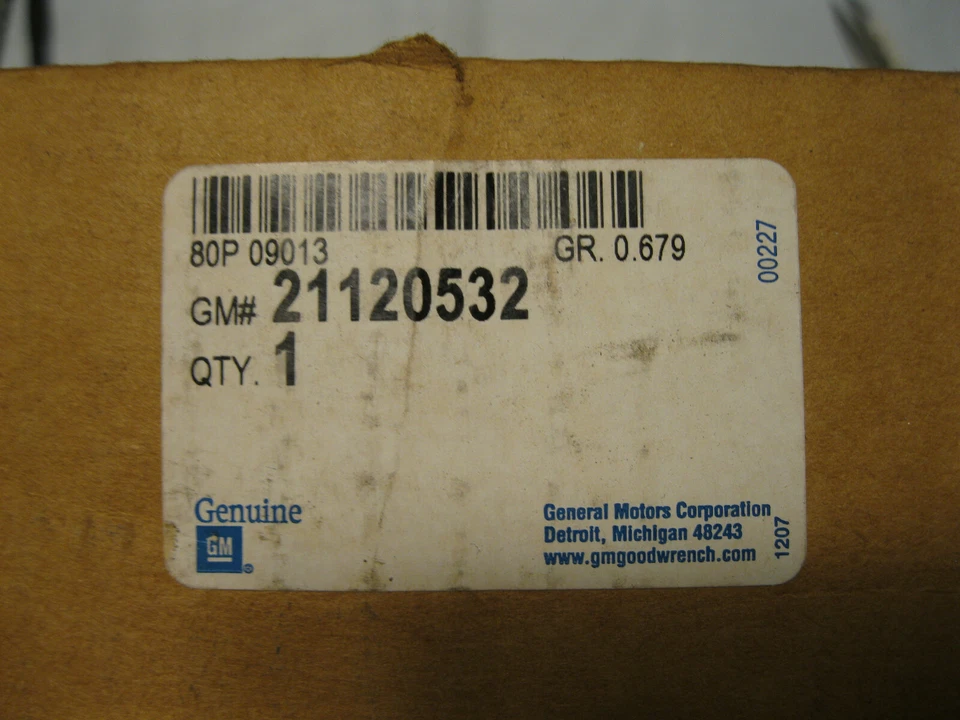 80P 09013 GR. 0.679
GM# 21120532
QTY. 1
00227
Genuine
GM
General Motors Corporation
Detroit, Michigan 48243
www.gmgoodwrench.com
1207